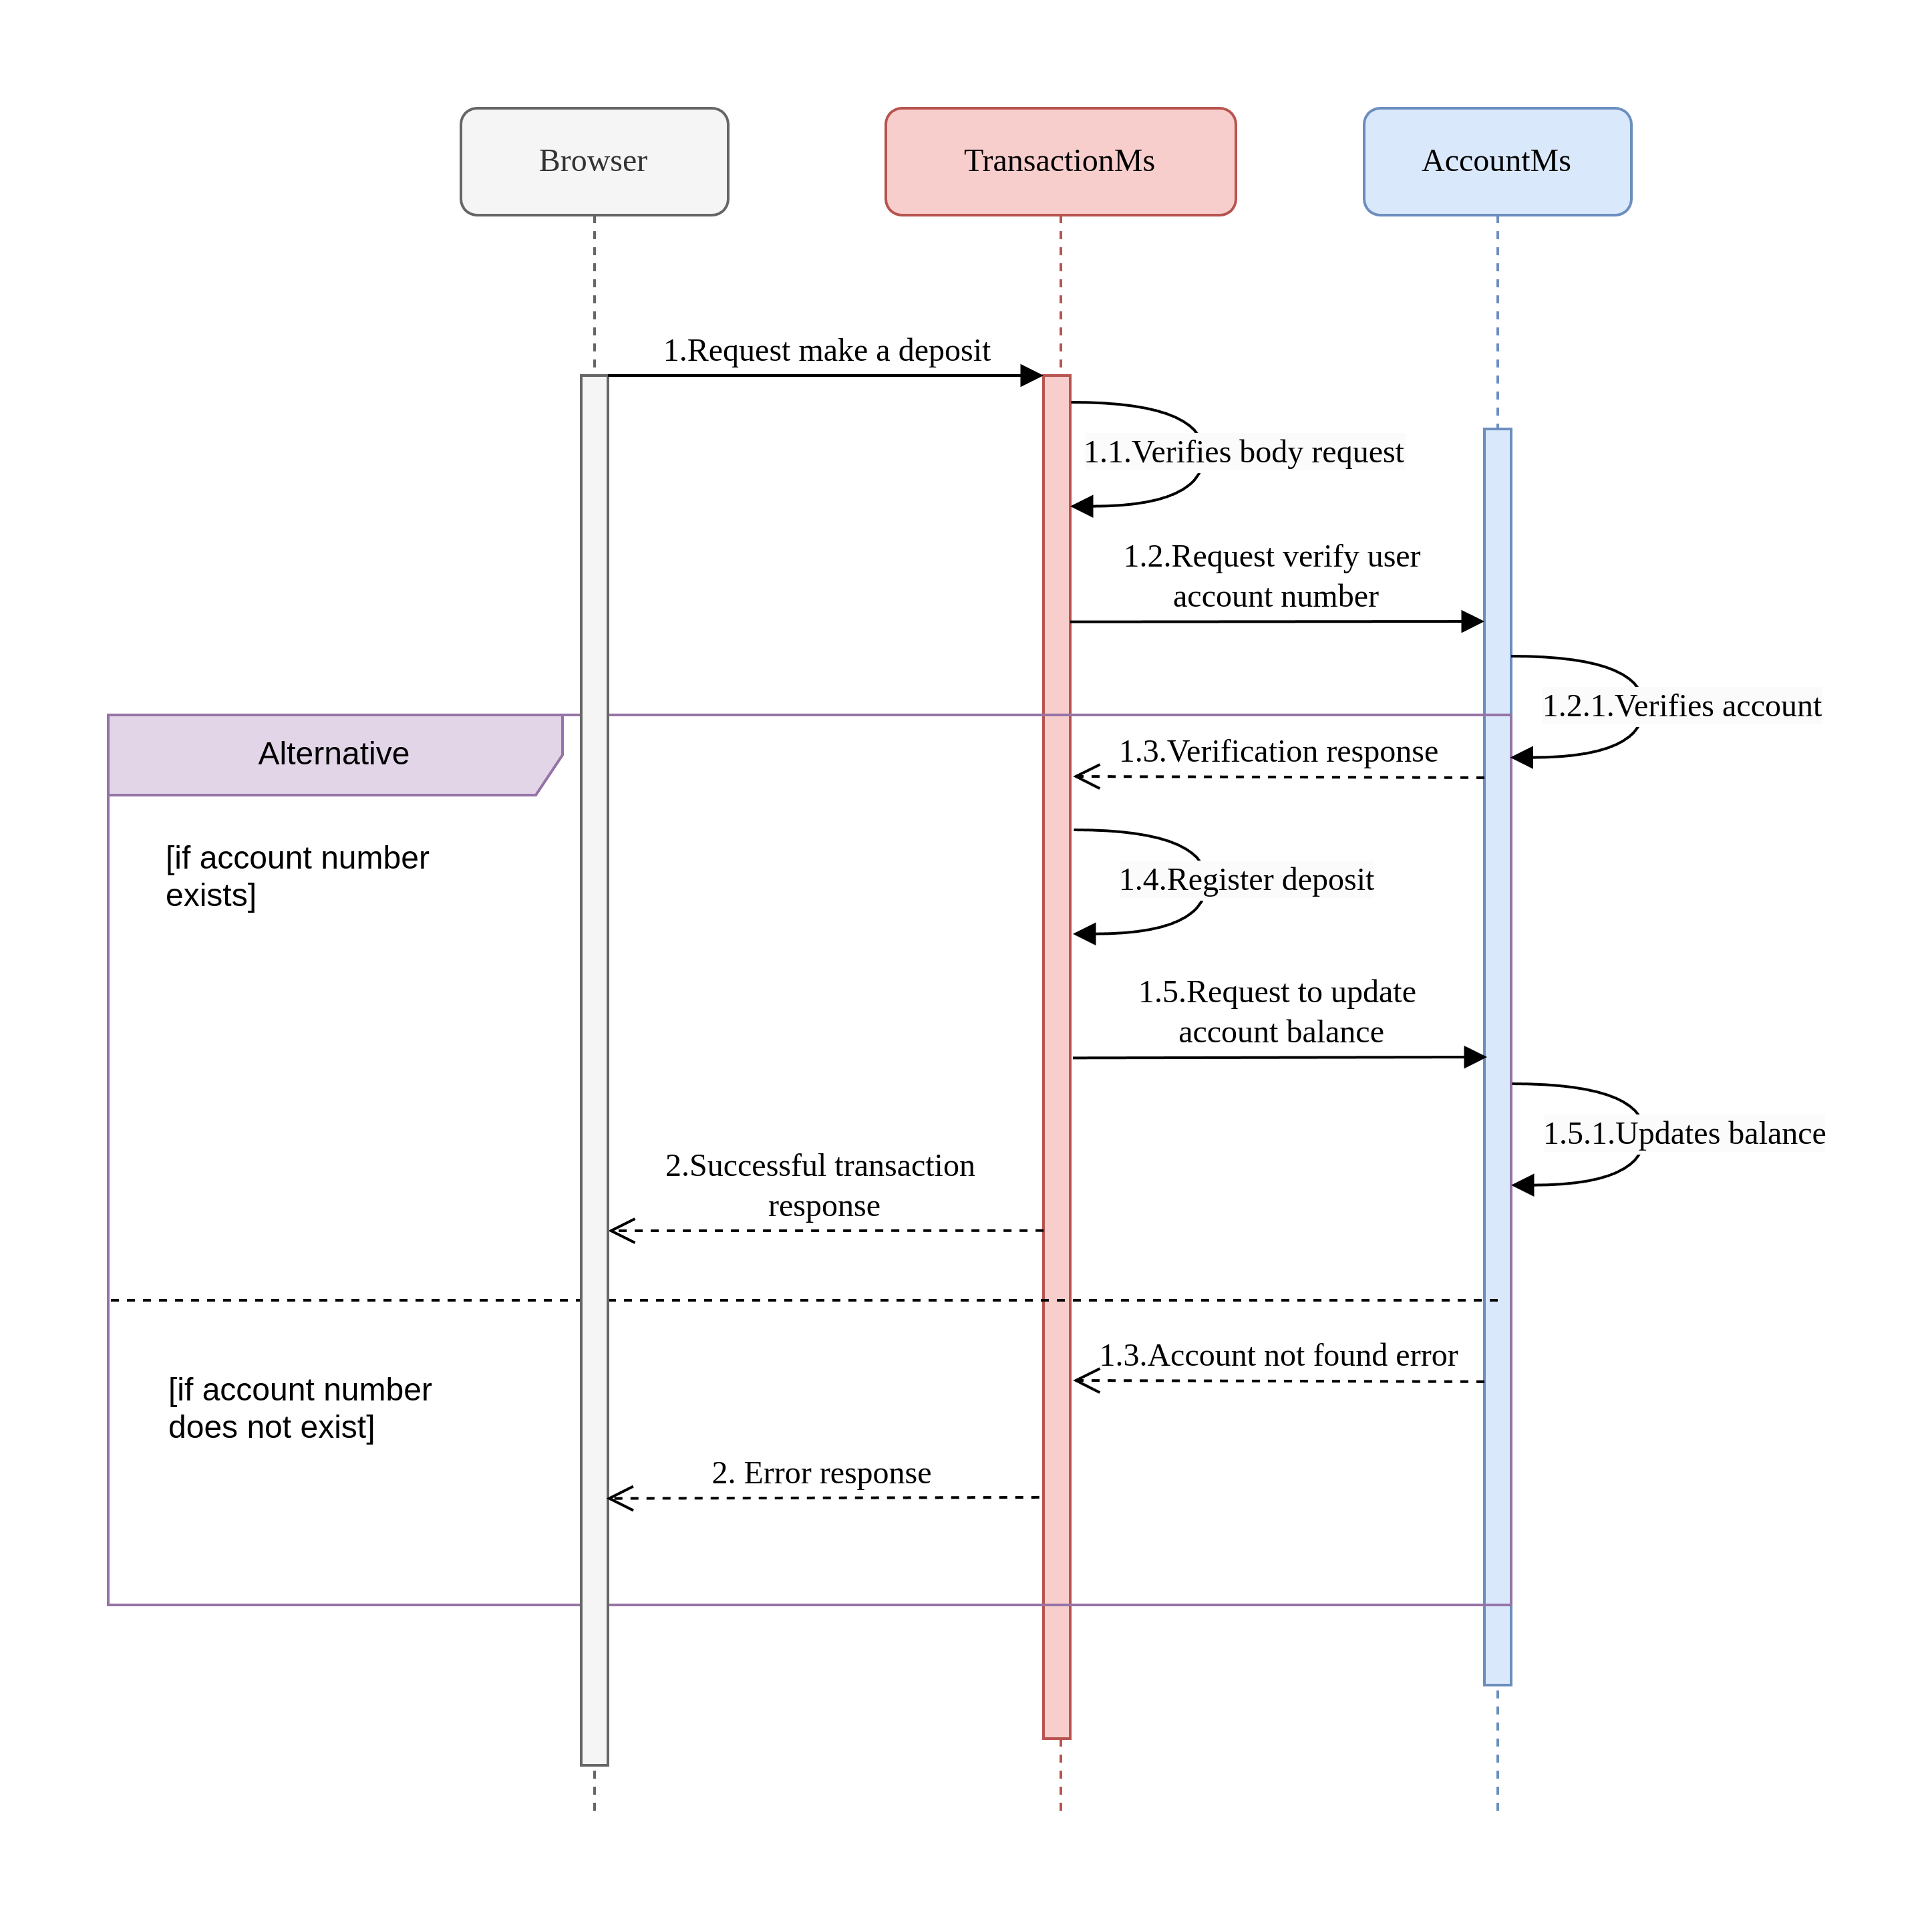 Browser
TransactionMs
AccountMs
1.Request make a deposit
1.1.Verifies body request
1.2.Request verify user
account number
1.2.1.Verifies account
Alternative
1.3.Verification response
[if account number
exists]
1.4.Register deposit
1.5.Request to update
account balance
1.5.1.Updates balance
2.Successful transaction
response
1.3.Account not found error
[if account number
does not exist]
2. Error response